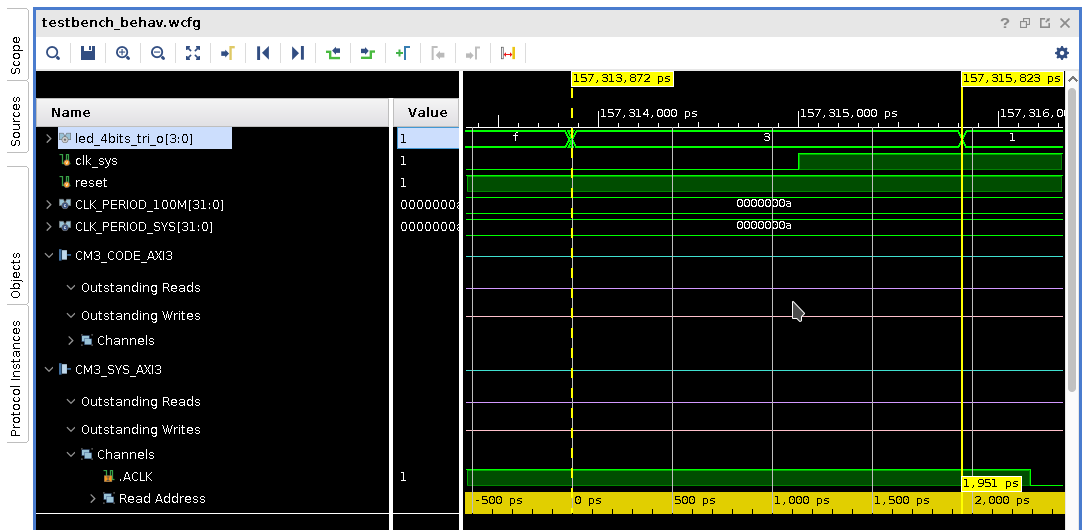 testbench_behav.wcfg
Scope
Sources
Objects
Protocol Instances
157,313,872 ps
157,315,823 ps
Name
Value
157,314,000 ps
157,315,000 ps
157,316,0
led_4bits_tri_o[3:0]
1
f
3
1
clk_sys
1
reset
1
CLK_PERIOD_100M[31:0]
0000000a
0000000a
CLK_PERIOD_SYS[31:0]
0000000a
0000000a
CM3_CODE_AXI3
Outstanding Reads
Outstanding Writes
Channels
CM3_SYS_AXI3
Outstanding Reads
Outstanding Writes
Channels
.ACLK
1
1,951 ps
Read Address
-500 ps
0 ps
500 ps
1,000 ps
1,500 ps
2,000 ps